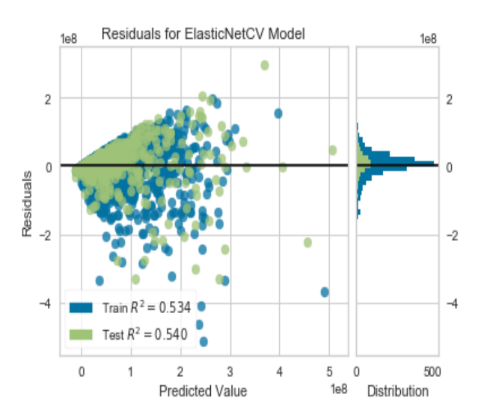 Residuals for ElasticNetCV Model
1e8
1e8
2
0
−2
−4
Residuals
2
0
−2
−4
Train R² = 0.534
Test R² = 0.540
0 1 2 3 4 5
1e8
0 500
Predicted Value
Distribution